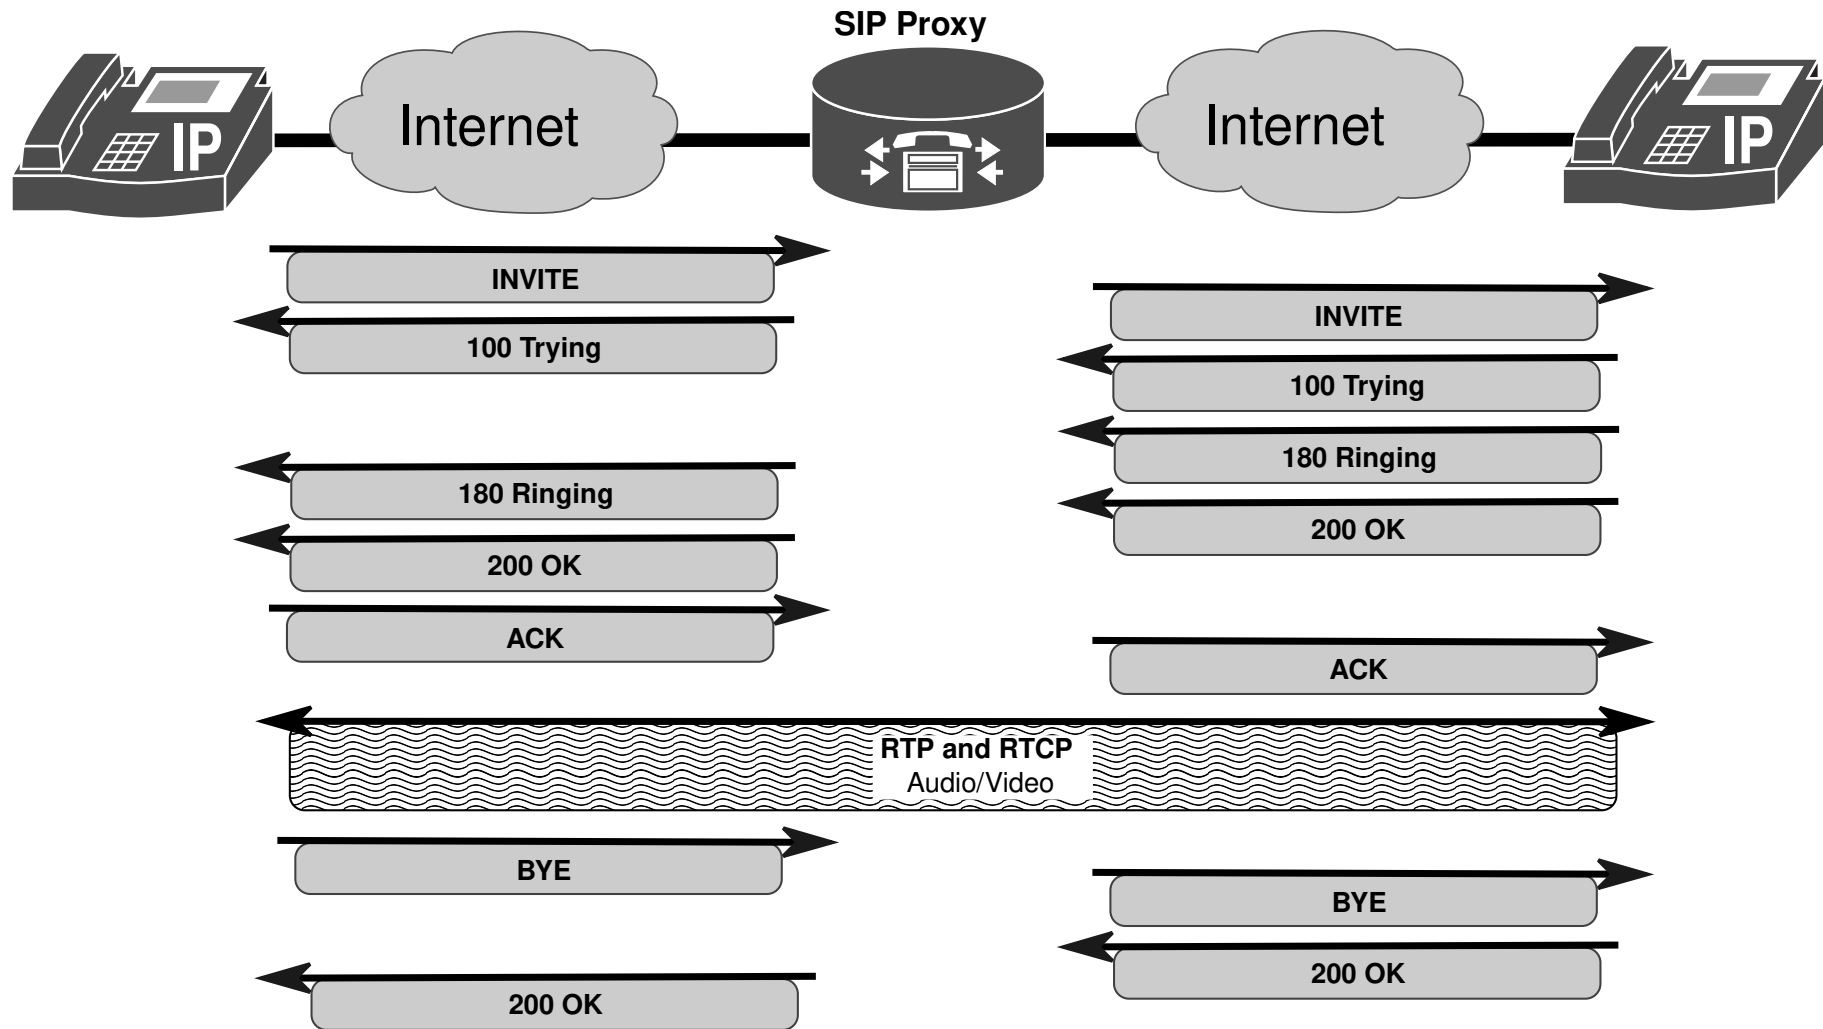 SIP Proxy
IP
Internet
Internet
IP
INVITE
INVITE
100 Trying
100 Trying
180 Ringing
180 Ringing
200 OK
200 OK
ACK
ACK
RTP and RTCP
Audio/Video
BYE
BYE
200 OK
200 OK